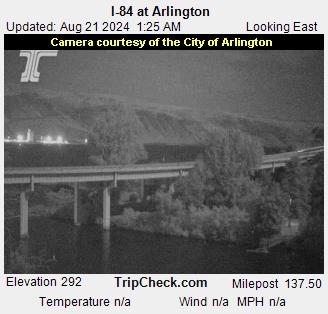 I-84 at Arlington
Updated: Aug 21 2024 1:25 AM Looking East
Camera courtesy of the City of Arlington
Elevation 292 TripCheck.com Milepost 137.50
Temperature n/a Wind n/a MPH n/a